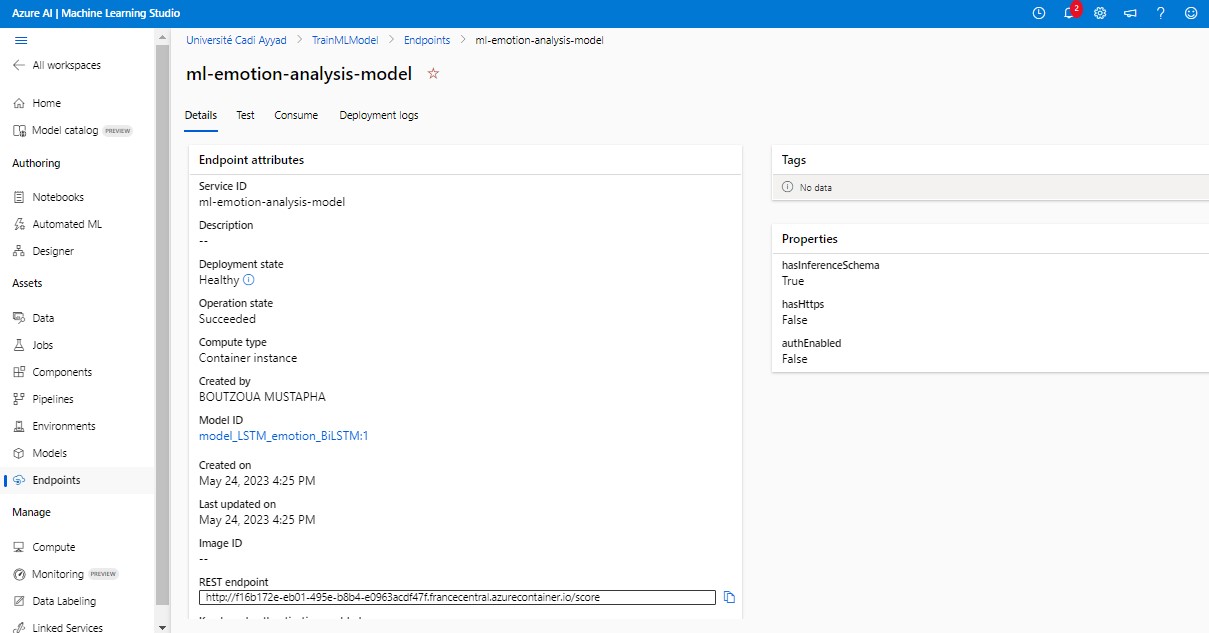 Azure AI | Machine Learning Studio
2
All workspaces
Home
Model catalog PREVIEW
Authoring
Notebooks
Automated ML
Designer
Assets
Data
Jobs
Components
Pipelines
Environments
Models
Endpoints
Manage
Compute
Monitoring PREVIEW
Data Labeling
Linked Services
Université Cadi Ayyad > TrainMLModel > Endpoints > ml-emotion-analysis-model
ml-emotion-analysis-model
Details Test Consume Deployment logs
Endpoint attributes
Service ID
ml-emotion-analysis-model
Description
--
Deployment state
Healthy
Operation state
Succeeded
Compute type
Container instance
Created by
BOUTZOUA MUSTAPHA
Model ID
model_LSTM_emotion_BiLSTM:1
Created on
May 24, 2023 4:25 PM
Last updated on
May 24, 2023 4:25 PM
Image ID
--
REST endpoint
http://f16b172e-eb01-495e-b8b4-e0963acdf47f.francecentral.azurecontainer.io/score
Tags
No data
Properties
hasInferenceSchema
True
hasHttps
False
authEnabled
False